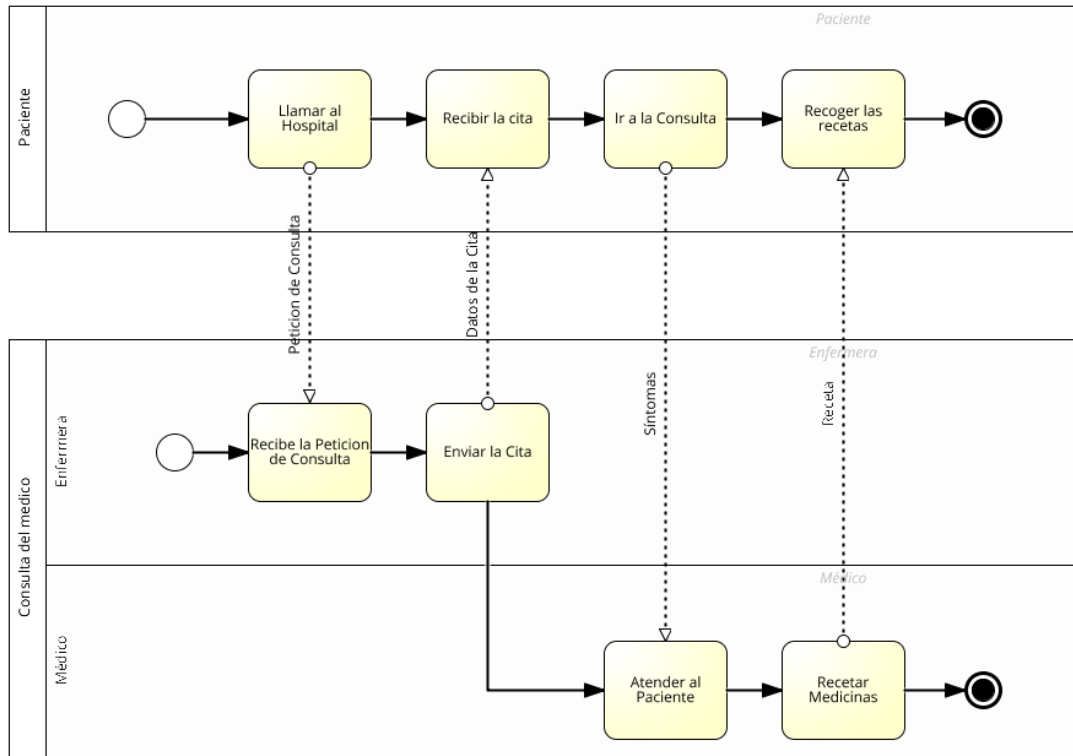 Paciente
Paciente
Llamar al
Hospital
Recibir la cita
Ir a la Consulta
Recoger las
recetas
Peticion de Consulta
Datos de la Cita
Síntomas
Receta
Consulta del medico
Enfermera
Enfermera
Recibe la Peticion
de Consulta
Enviar la Cita
Médico
Médico
Atender al
Paciente
Recetar
Medicinas